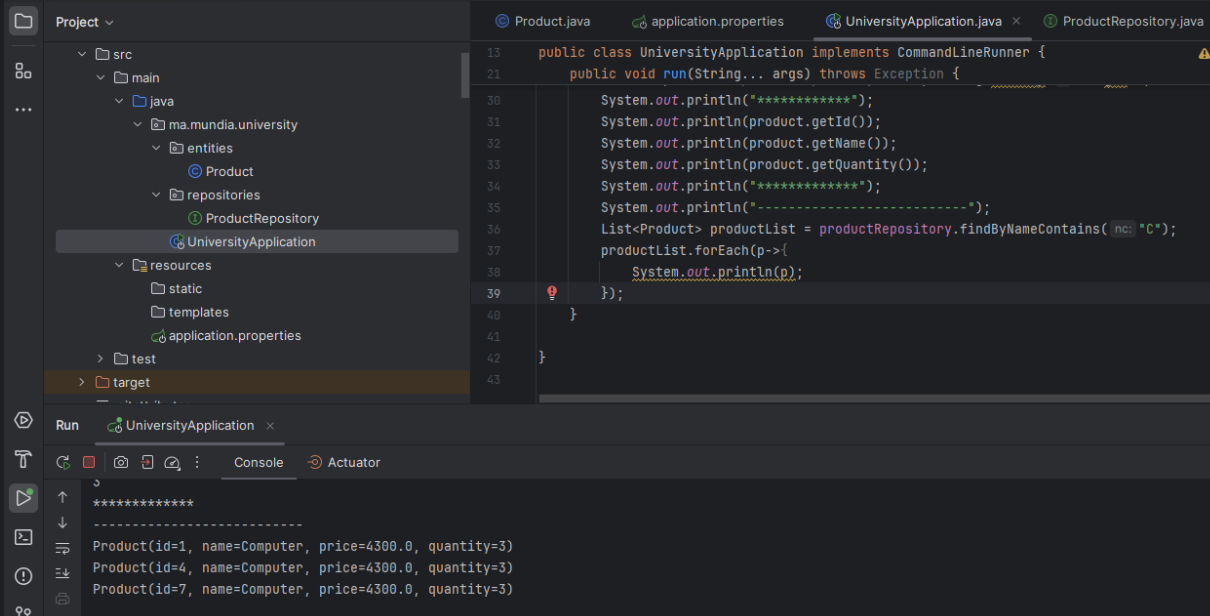 Project
Product.java
application.properties
UniversityApplication.java
ProductRepository.java
src
main
java
ma.mundia.university
entities
Product
repositories
ProductRepository
UniversityApplication
resources
static
templates
application.properties
test
target
13 public class UniversityApplication implements CommandLineRunner {
21 public void run(String... args) throws Exception {
30 System.out.println("************");
31 System.out.println(product.getId());
32 System.out.println(product.getName());
33 System.out.println(product.getQuantity());
34 System.out.println("*************");
35 System.out.println("---------------------------");
36 List<Product> productList = productRepository.findByNameContains( nc: "C");
37 productList.forEach(p->{
38 System.out.println(p);
39 });
40 }
41
42 }
43
Run
UniversityApplication
Console
Actuator
3
*************
---------------------------
Product(id=1, name=Computer, price=4300.0, quantity=3)
Product(id=4, name=Computer, price=4300.0, quantity=3)
Product(id=7, name=Computer, price=4300.0, quantity=3)